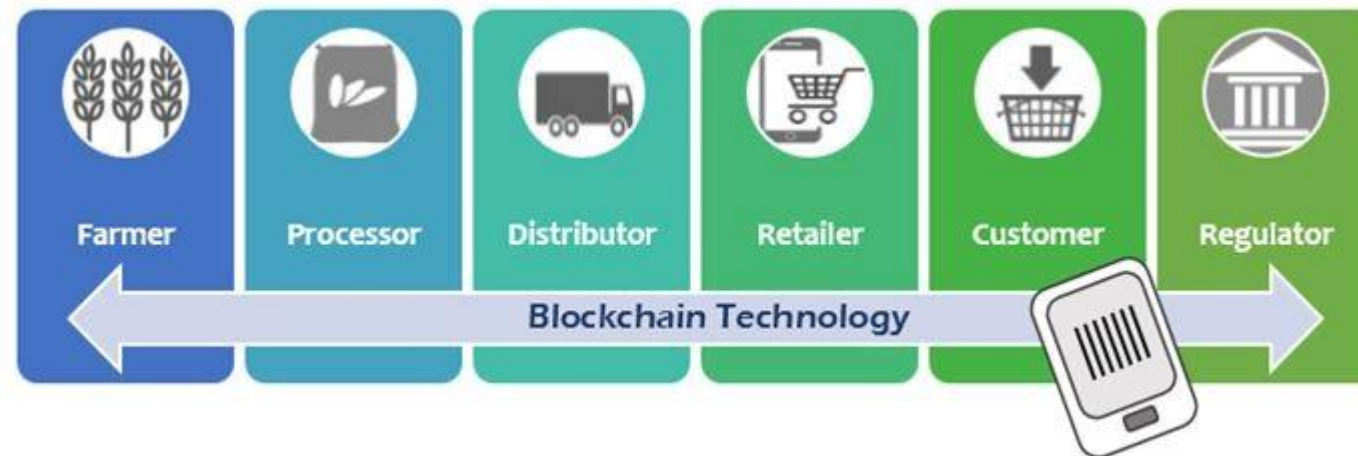 Farmer
Processor
Distributor
Retailer
Customer
Regulator
Blockchain Technology